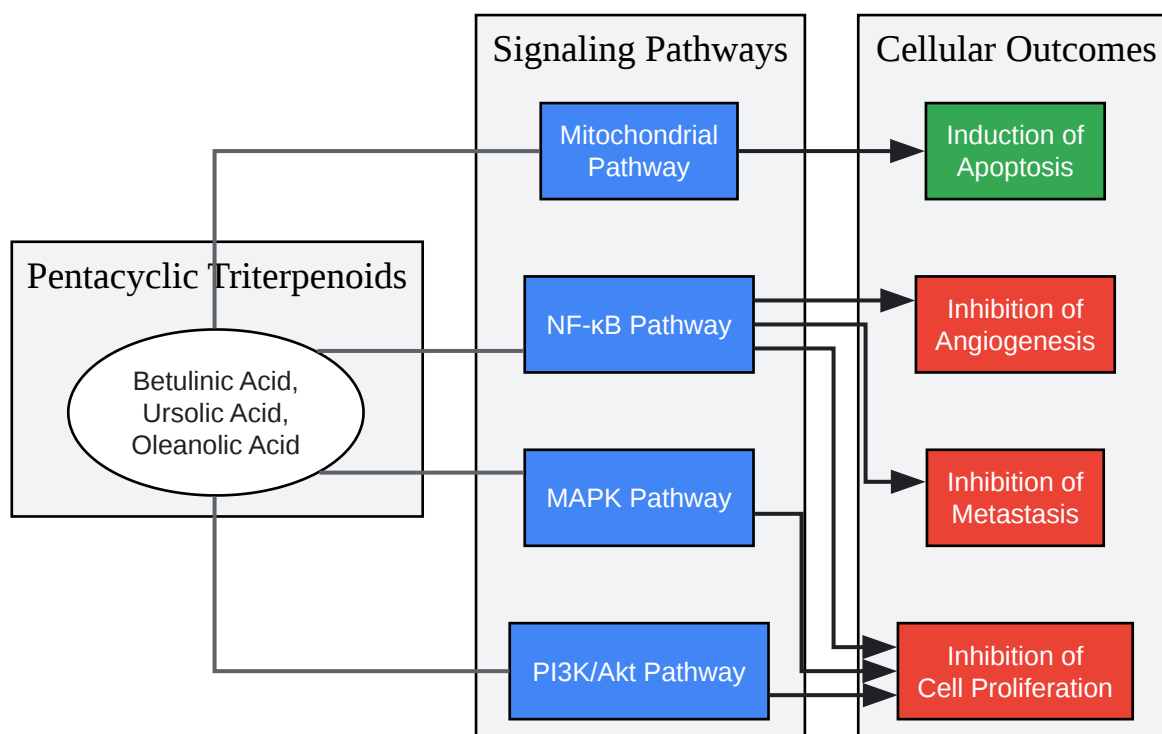 Signaling Pathways
Cellular Outcomes
Mitochondrial
Pathway
Induction of
Apoptosis
Pentacyclic Triterpenoids
NF-κB Pathway
Inhibition of
Angiogenesis
Betulinic Acid,
Ursolic Acid,
Oleanolic Acid
MAPK Pathway
Inhibition of
Metastasis
PI3K/Akt Pathway
Inhibition of
Cell Proliferation